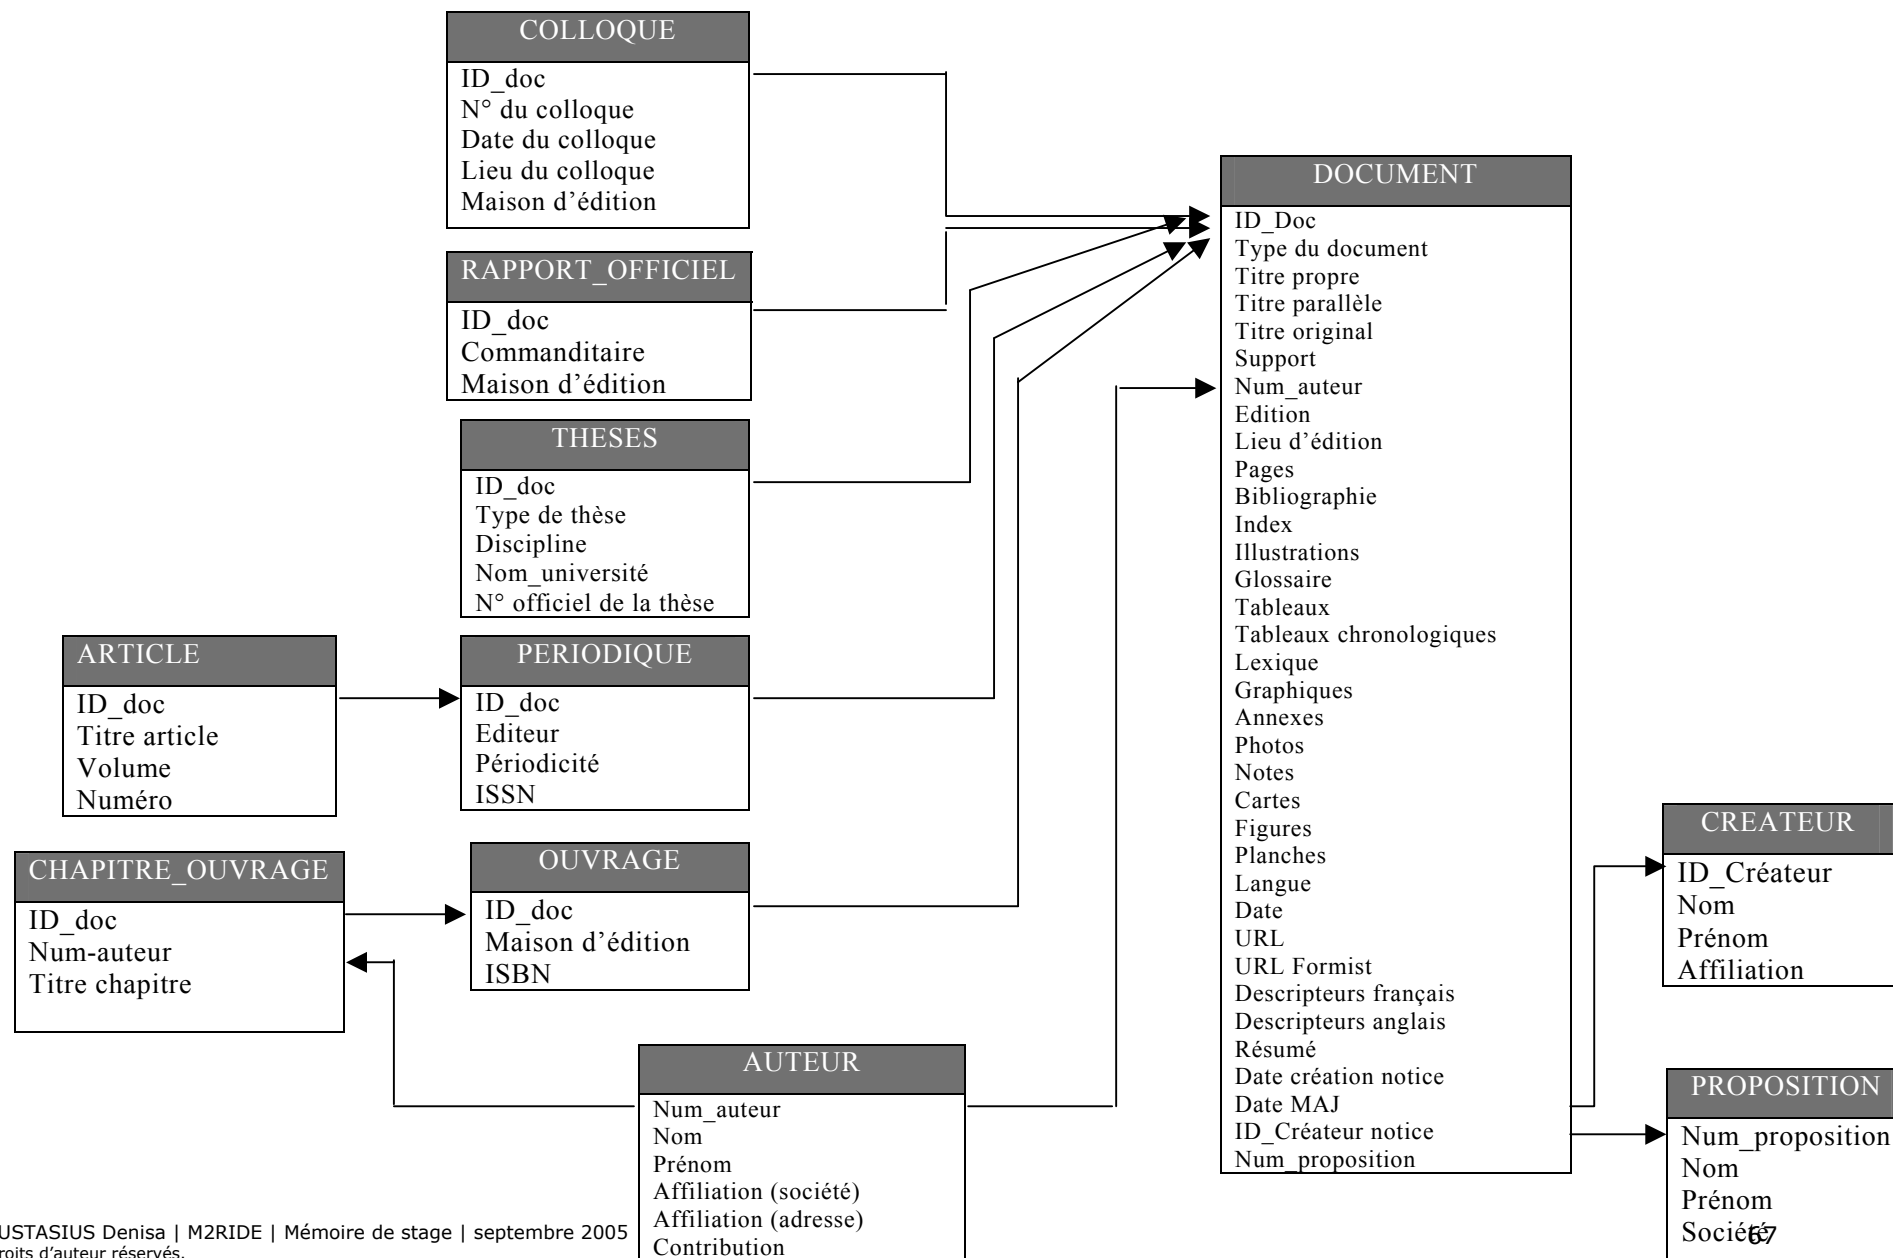 COLLOQUE
ID_doc
N° du colloque
Date du colloque
Lieu du colloque
Maison d’édition
RAPPORT_OFFICIEL
ID_doc
Commanditaire
Maison d’édition
THESES
ID_doc
Type de thèse
Discipline
Nom_université
N° officiel de la thèse
ARTICLE
ID_doc
Titre article
Volume
Numéro
PERIODIQUE
ID_doc
Editeur
Périodicité
ISSN
CHAPITRE_OUVRAGE
ID_doc
Num-auteur
Titre chapitre
OUVRAGE
ID_doc
Maison d’édition
ISBN
AUTEUR
Num_auteur
Nom
Prénom
Affiliation (société)
Affiliation (adresse)
Contribution
DOCUMENT
ID_Doc
Type du document
Titre propre
Titre parallèle
Titre original
Support
Num_auteur
Edition
Lieu d’édition
Pages
Bibliographie
Index
Illustrations
Glossaire
Tableaux
Tableaux chronologiques
Lexique
Graphiques
Annexes
Photos
Notes
Cartes
Figures
Planches
Langue
Date
URL
URL Formist
Descripteurs français
Descripteurs anglais
Résumé
Date création notice
Date MAJ
ID_Créateur notice
Num_proposition
CREATEUR
ID_Créateur
Nom
Prénom
Affiliation
PROPOSITION
Num_proposition
Nom
Prénom
Société
USTASIUS Denisa | M2RIDE | Mémoire de stage | septembre 2005
roits d’auteur réservés.
67